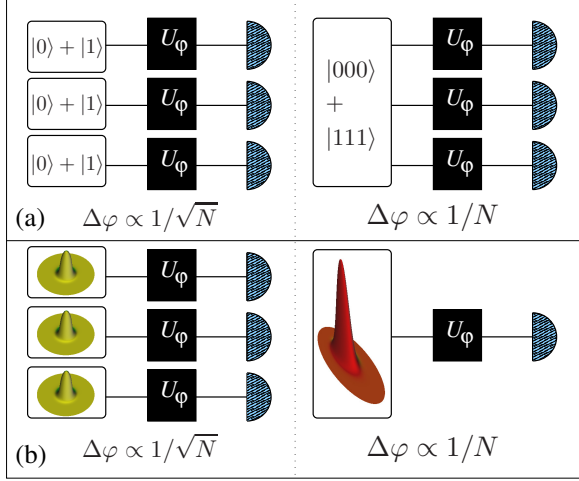 |0⟩ + |1⟩ U_φ
|0⟩ + |1⟩ U_φ
|0⟩ + |1⟩ U_φ
(a) Δφ ∝ 1/√N
|000⟩ U_φ
+ U_φ
|111⟩ U_φ
Δφ ∝ 1/N
U_φ
U_φ
U_φ
(b) Δφ ∝ 1/√N
U_φ
Δφ ∝ 1/N